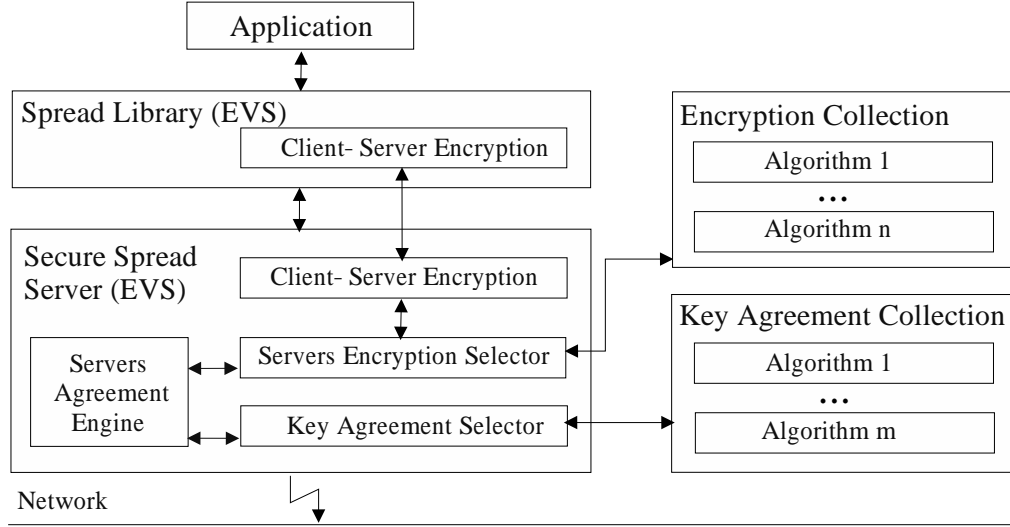 Application
Spread Library (EVS)
Client- Server Encryption
Secure Spread
Server (EVS)
Client- Server Encryption
Servers Encryption Selector
Servers
Agreement
Engine
Key Agreement Selector
Network
Encryption Collection
Algorithm 1
...
Algorithm n
Key Agreement Collection
Algorithm 1
...
Algorithm m